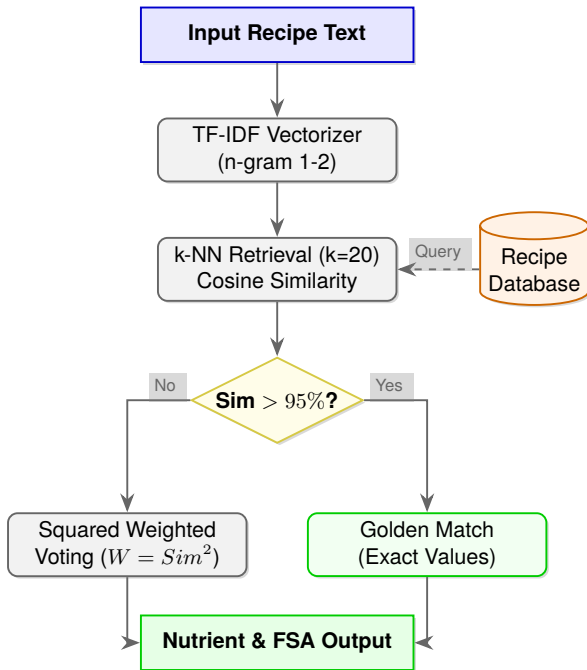 Input Recipe Text
TF-IDF Vectorizer
(n-gram 1-2)
k-NN Retrieval (k=20)
Cosine Similarity
Query
Recipe
Database
Sim > 95%?
No
Yes
Squared Weighted
Voting (W = Sim²)
Golden Match
(Exact Values)
Nutrient & FSA Output